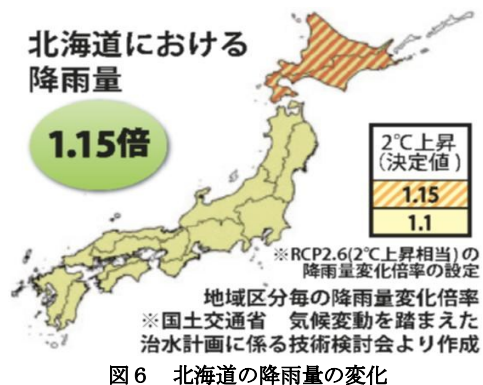 北海道における
降雨量
1.15倍
2℃上昇
(決定値)
1.15
1.1
※RCP2.6(2℃上昇相当)の
降雨量変化倍率の設定
地域区分毎の降雨量変化倍率
※国土交通省　気候変動を踏まえた
治水計画に係る技術検討会より作成
図６　北海道の降雨量の変化